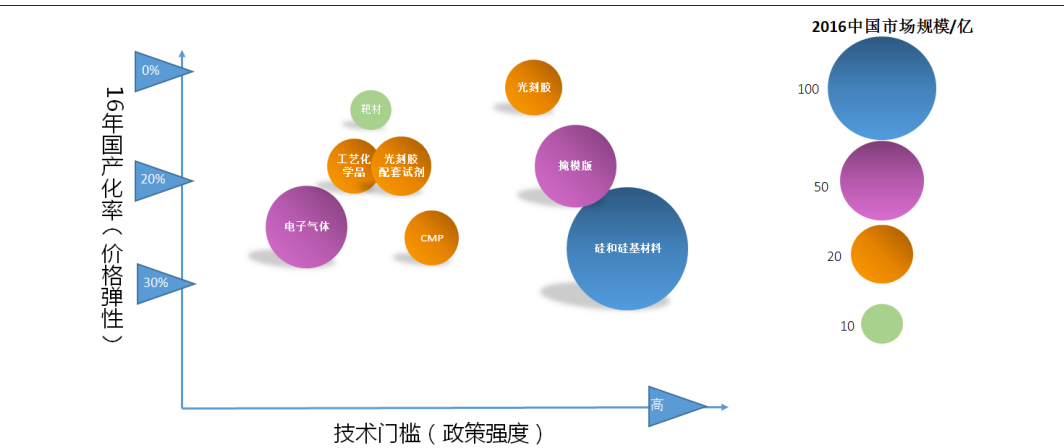 2016中国市场规模/亿
0%
16年国产化率(价格弹性)
20%
30%
靶材
光刻胶
工艺化
学品
光刻胶
配套试剂
掩模版
电子气体
CMP
硅和硅基材料
100
50
20
10
高
技术门槛(政策强度)